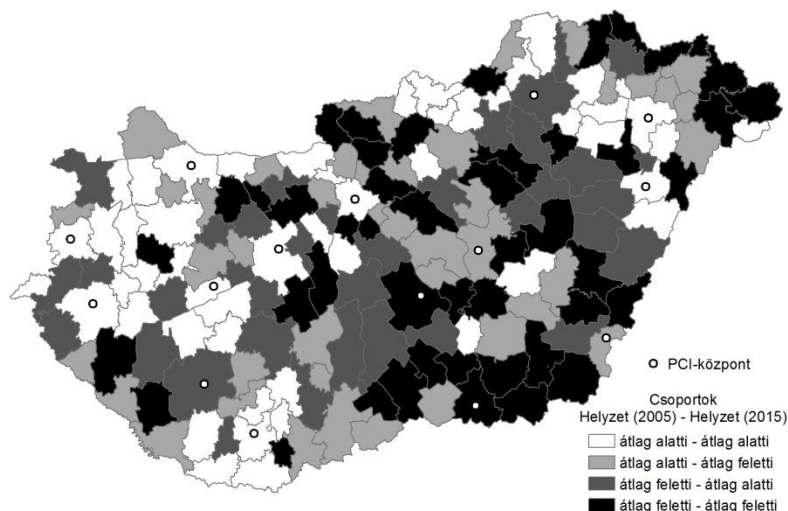 PCI-központ
Csoportok
Helyzet (2005) - Helyzet (2015)
átlag alatti - átlag alatti
átlag alatti - átlag feletti
átlag feletti - átlag alatti
átlag feletti - átlag feletti